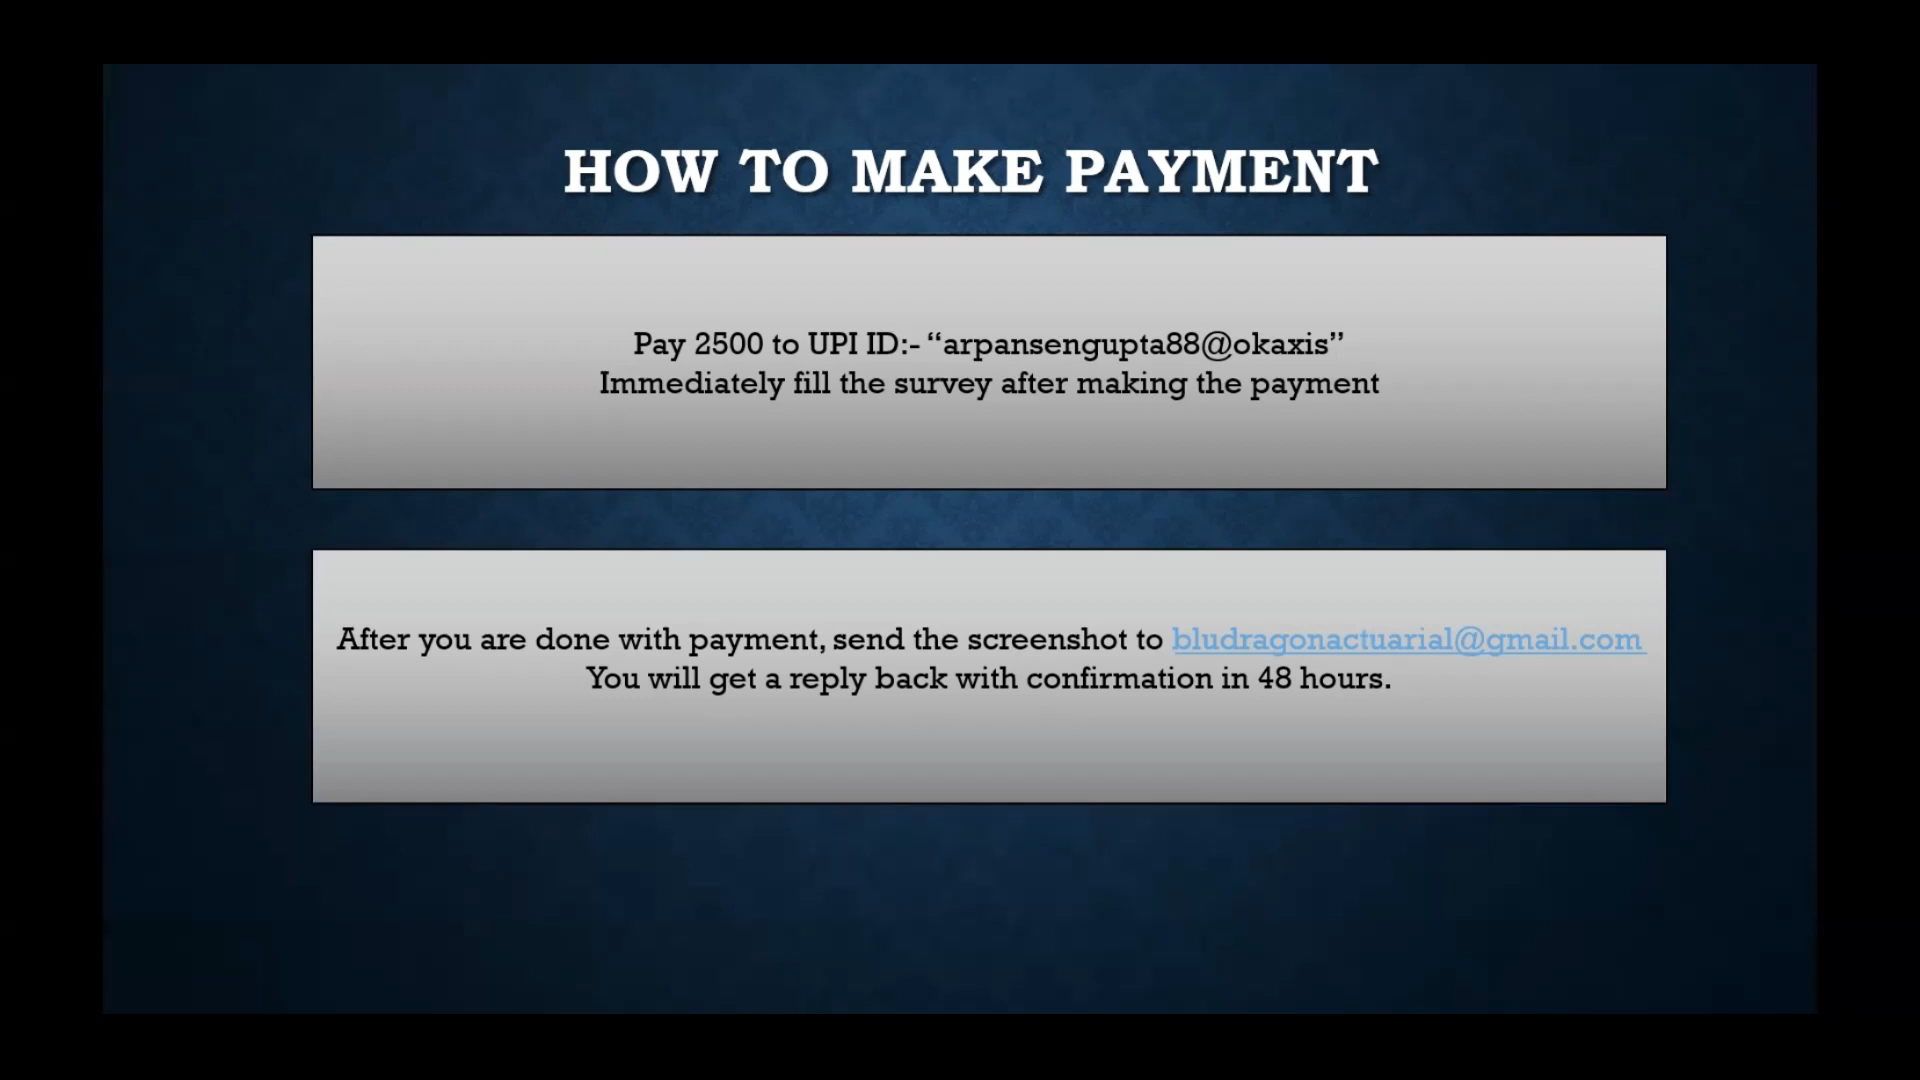 HOW TO MAKE PAYMENT
Pay 2500 to UPI ID:- “arpansengupta88@okaxis”
Immediately fill the survey after making the payment
After you are done with payment, send the screenshot to bludragonactuarial@gmail.com
You will get a reply back with confirmation in 48 hours.